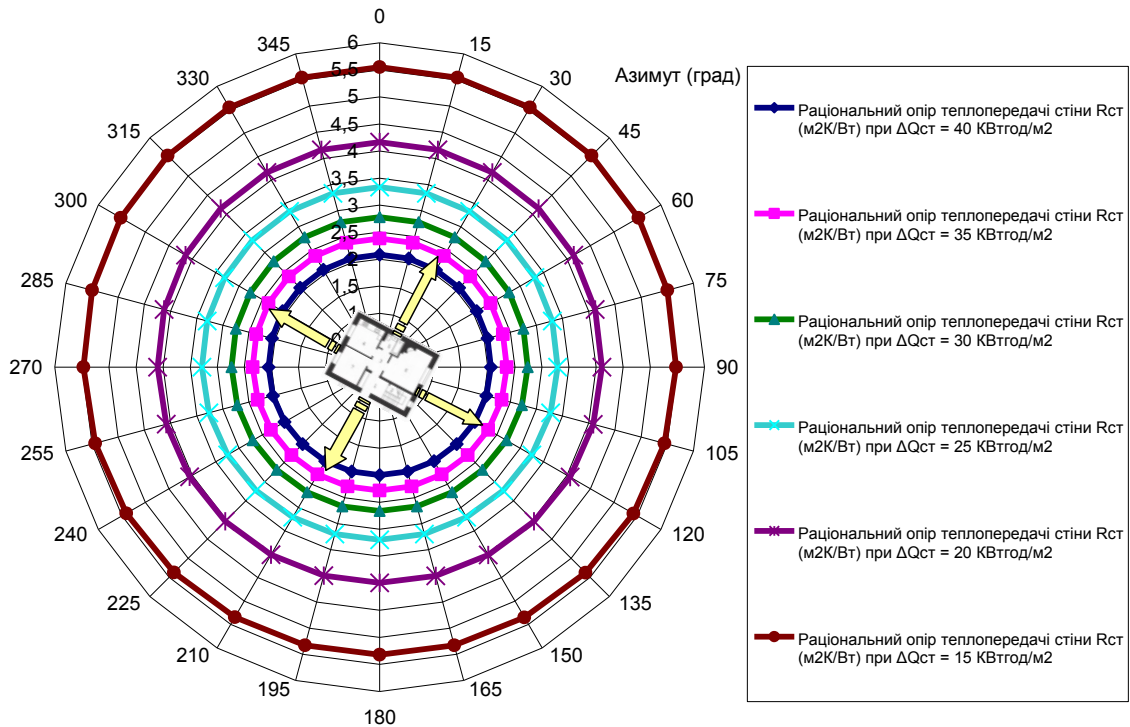 0
15
30
45
60
75
90
105
120
135
150
165
180
195
210
225
240
255
270
285
300
315
330
345
6
5,5
5
4,5
4
3,5
3
2,5
2
1,5
1
Азимут (град)
Раціональний опір теплопередачі стіни Rст
(м2К/Вт) при ΔQст = 40 КВтгод/м2
Раціональний опір теплопередачі стіни Rст
(м2К/Вт) при ΔQст = 35 КВтгод/м2
Раціональний опір теплопередачі стіни Rст
(м2К/Вт) при ΔQст = 30 КВтгод/м2
Раціональний опір теплопередачі стіни Rст
(м2К/Вт) при ΔQст = 25 КВтгод/м2
Раціональний опір теплопередачі стіни Rст
(м2К/Вт) при ΔQст = 20 КВтгод/м2
Раціональний опір теплопередачі стіни Rст
(м2К/Вт) при ΔQст = 15 КВтгод/м2